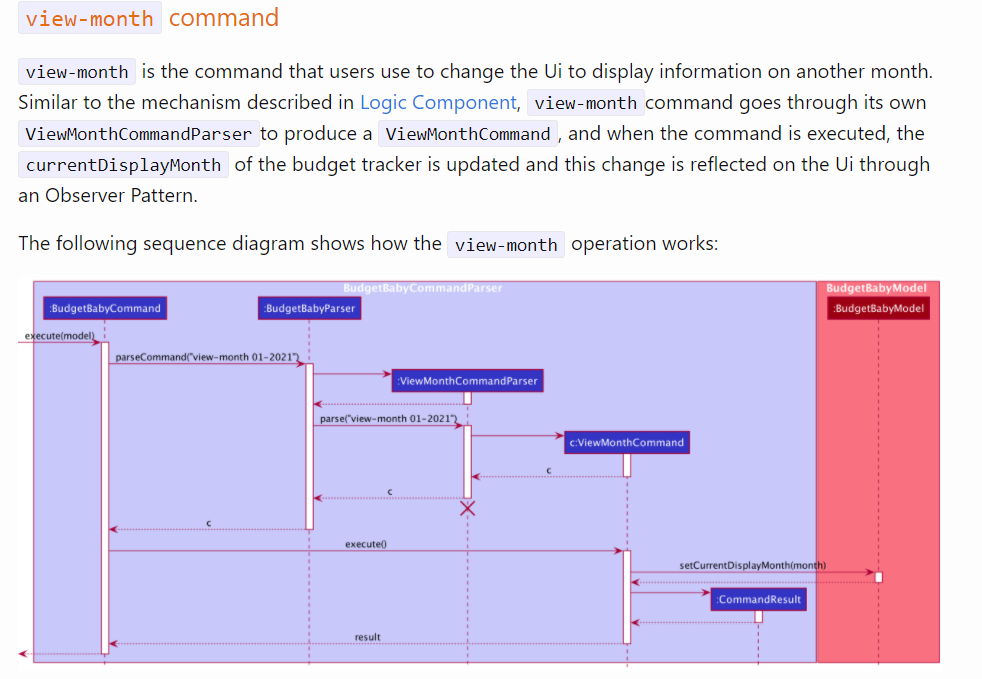 view-month command
view-month is the command that users use to change the Ui to display information on another month.
Similar to the mechanism described in Logic Component, view-month command goes through its own
ViewMonthCommandParser to produce a ViewMonthCommand, and when the command is executed, the
currentDisplayMonth of the budget tracker is updated and this change is reflected on the Ui through
an Observer Pattern.
The following sequence diagram shows how the view-month operation works:
BudgetBabyCommandParser
BudgetBabyModel
:BudgetBabyCommand
:BudgetBabyParser
:BudgetBabyModel
execute(model)
parseCommand("view-month 01-2021")
:ViewMonthCommandParser
parse("view-month 01-2021")
c:ViewMonthCommand
c
c
c
execute()
setCurrentDisplayMonth(month)
:CommandResult
result